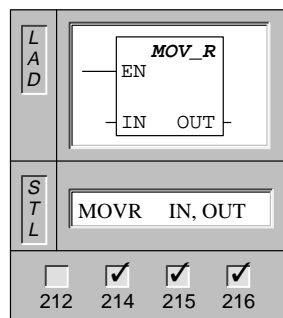 L
A
D
MOV_R
EN
IN OUT
S
T
L
MOVR IN, OUT
212 214 215 216